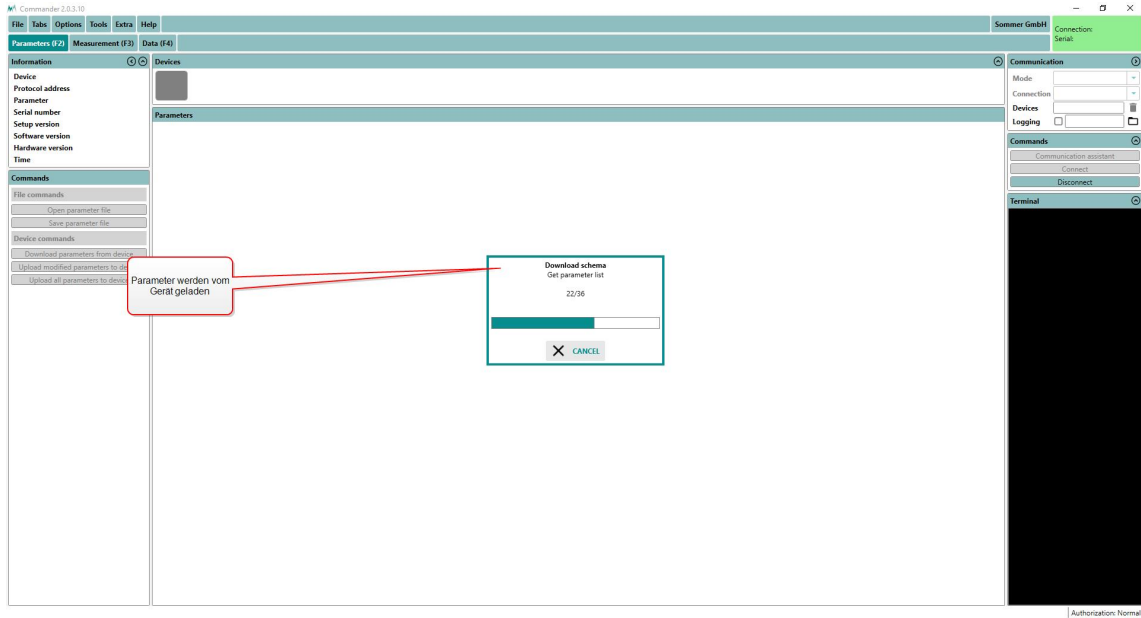 Commander 2.0.3.10
File Tabs Options Tools Extra Help
Sommer GmbH
Connection:
Serial:
Parameters (F2) Measurement (F3) Data (F4)
Information
Device
Protocol address
Parameter
Serial number
Setup version
Software version
Hardware version
Time
Commands
File commands
Open parameter file
Save parameter file
Device commands
Download parameters from device
Upload modified parameters to de
Upload all parameters to device
Devices
Parameters
Parameter werden vom
Gerät geladen
Download schema
Get parameter list
22/36
CANCEL
Communication
Mode
Connection
Devices
Logging
Commands
Communication assistant
Connect
Disconnect
Terminal
Authorization: Normal